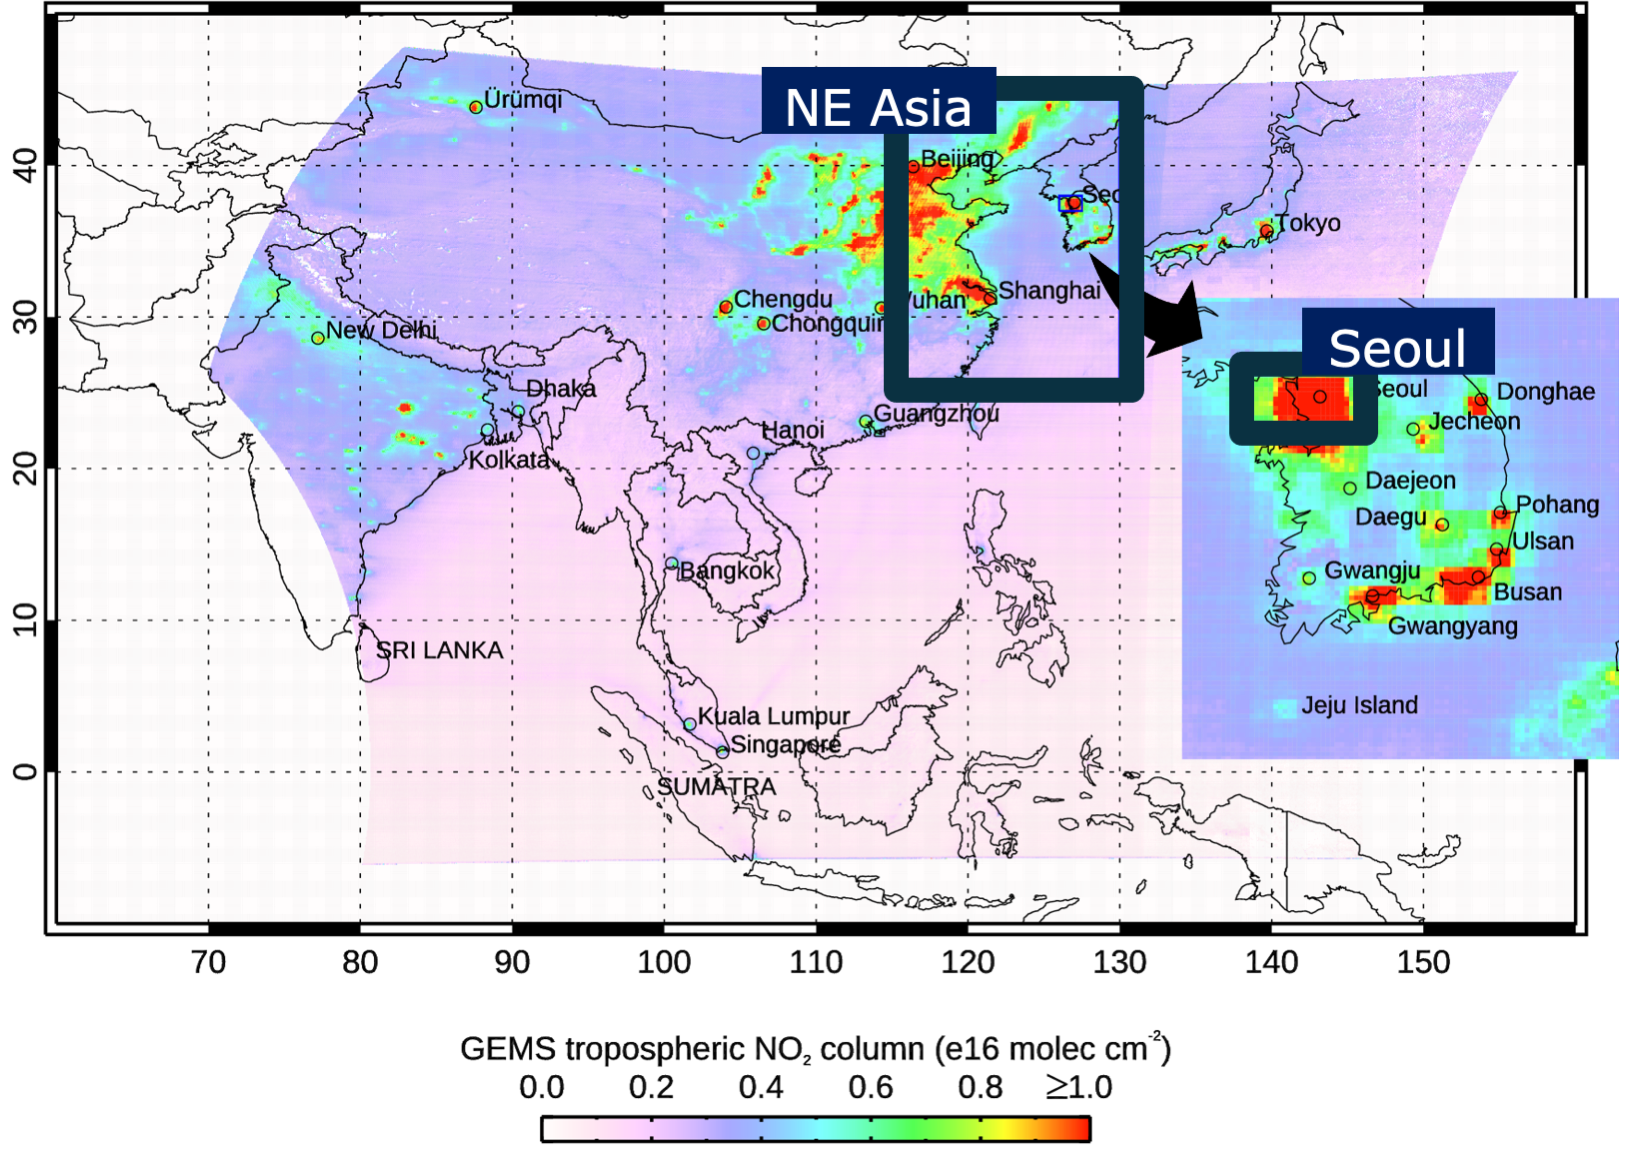 NE Asia
Ürümqi
Beijing
Seo
Tokyo
40
Chengdu
Wuhan
Shanghai
Chongquin
30
New Delhi
Seoul
Dhaka
Seoul
Donghae
Guangzhou
Jecheon
Hanoi
Kolkata
20
Daejeon
Pohang
Daegu
Ulsan
Bangkok
Gwangju
Busan
10
Gwangyang
SRI LANKA
Jeju Island
Kuala Lumpur
Singapore
0
SUMATRA
70 80 90 100 110 120 130 140 150
GEMS tropospheric NO₂ column (e16 molec cm⁻²)
0.0 0.2 0.4 0.6 0.8 ≥1.0